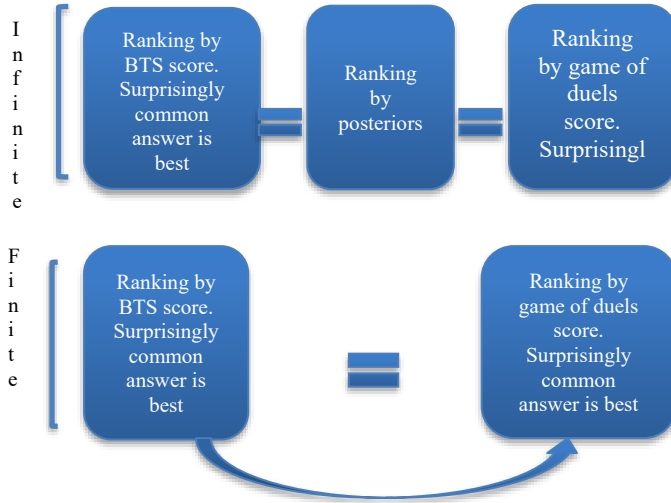 Infinite
Ranking by
BTS score.
Surprisingly
common
answer is
best
Ranking
by
posteriors
Ranking
by game of
duels
score.
Surprisingl
Finite
Ranking by
BTS score.
Surprisingly
common
answer is
best
Ranking by
game of duels
score.
Surprisingly
common
answer is best